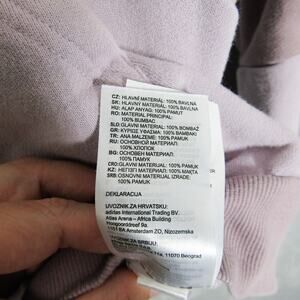 CZ: HLAVNÍ MATERIÁL: 100% BAVLNA
SK: HLAVNÝ MATERIÁL: 100% BAVLNA
HU: ALAP ANYAG: 100% PAMUT
RO: MATERIAL PRINCIPAL:
100% BUMBAC
SLO: GLAVNI MATERIAL: 100% BOMBAŽ
GR: ΚΥΡΙΩΣ ΥΦΑΣΜΑ: 100% ΒΑΜΒΑΚΙ
TR: ANA MALZEME: 100% PAMUK
RU: ОСНОВНОЙ МАТЕРИАЛ:
100% ХЛОПОК
BG: ОСНОВЕН МАТЕРИАЛ:
100% ПАМУК
CRO: GLAVNI MATERIJAL: 100% PAMUK
KZ: НЕГІЗГІ МАТЕРИАЛ: 100% МАҚТА
SRB: OSNOVNI MATERIJAL IZRADE:
100% PAMUK
DEKLARACIJA
UVOZNIK ZA HRVATSKU:
adidas International Trading BV.
Atlas Arena – Africa Building
Hoogoorddreef 9a.
1101 BA Amsterdam ZO, Nizozemska
UVOZNIK ZA SRBIJU:
11a, 11070 Beograd